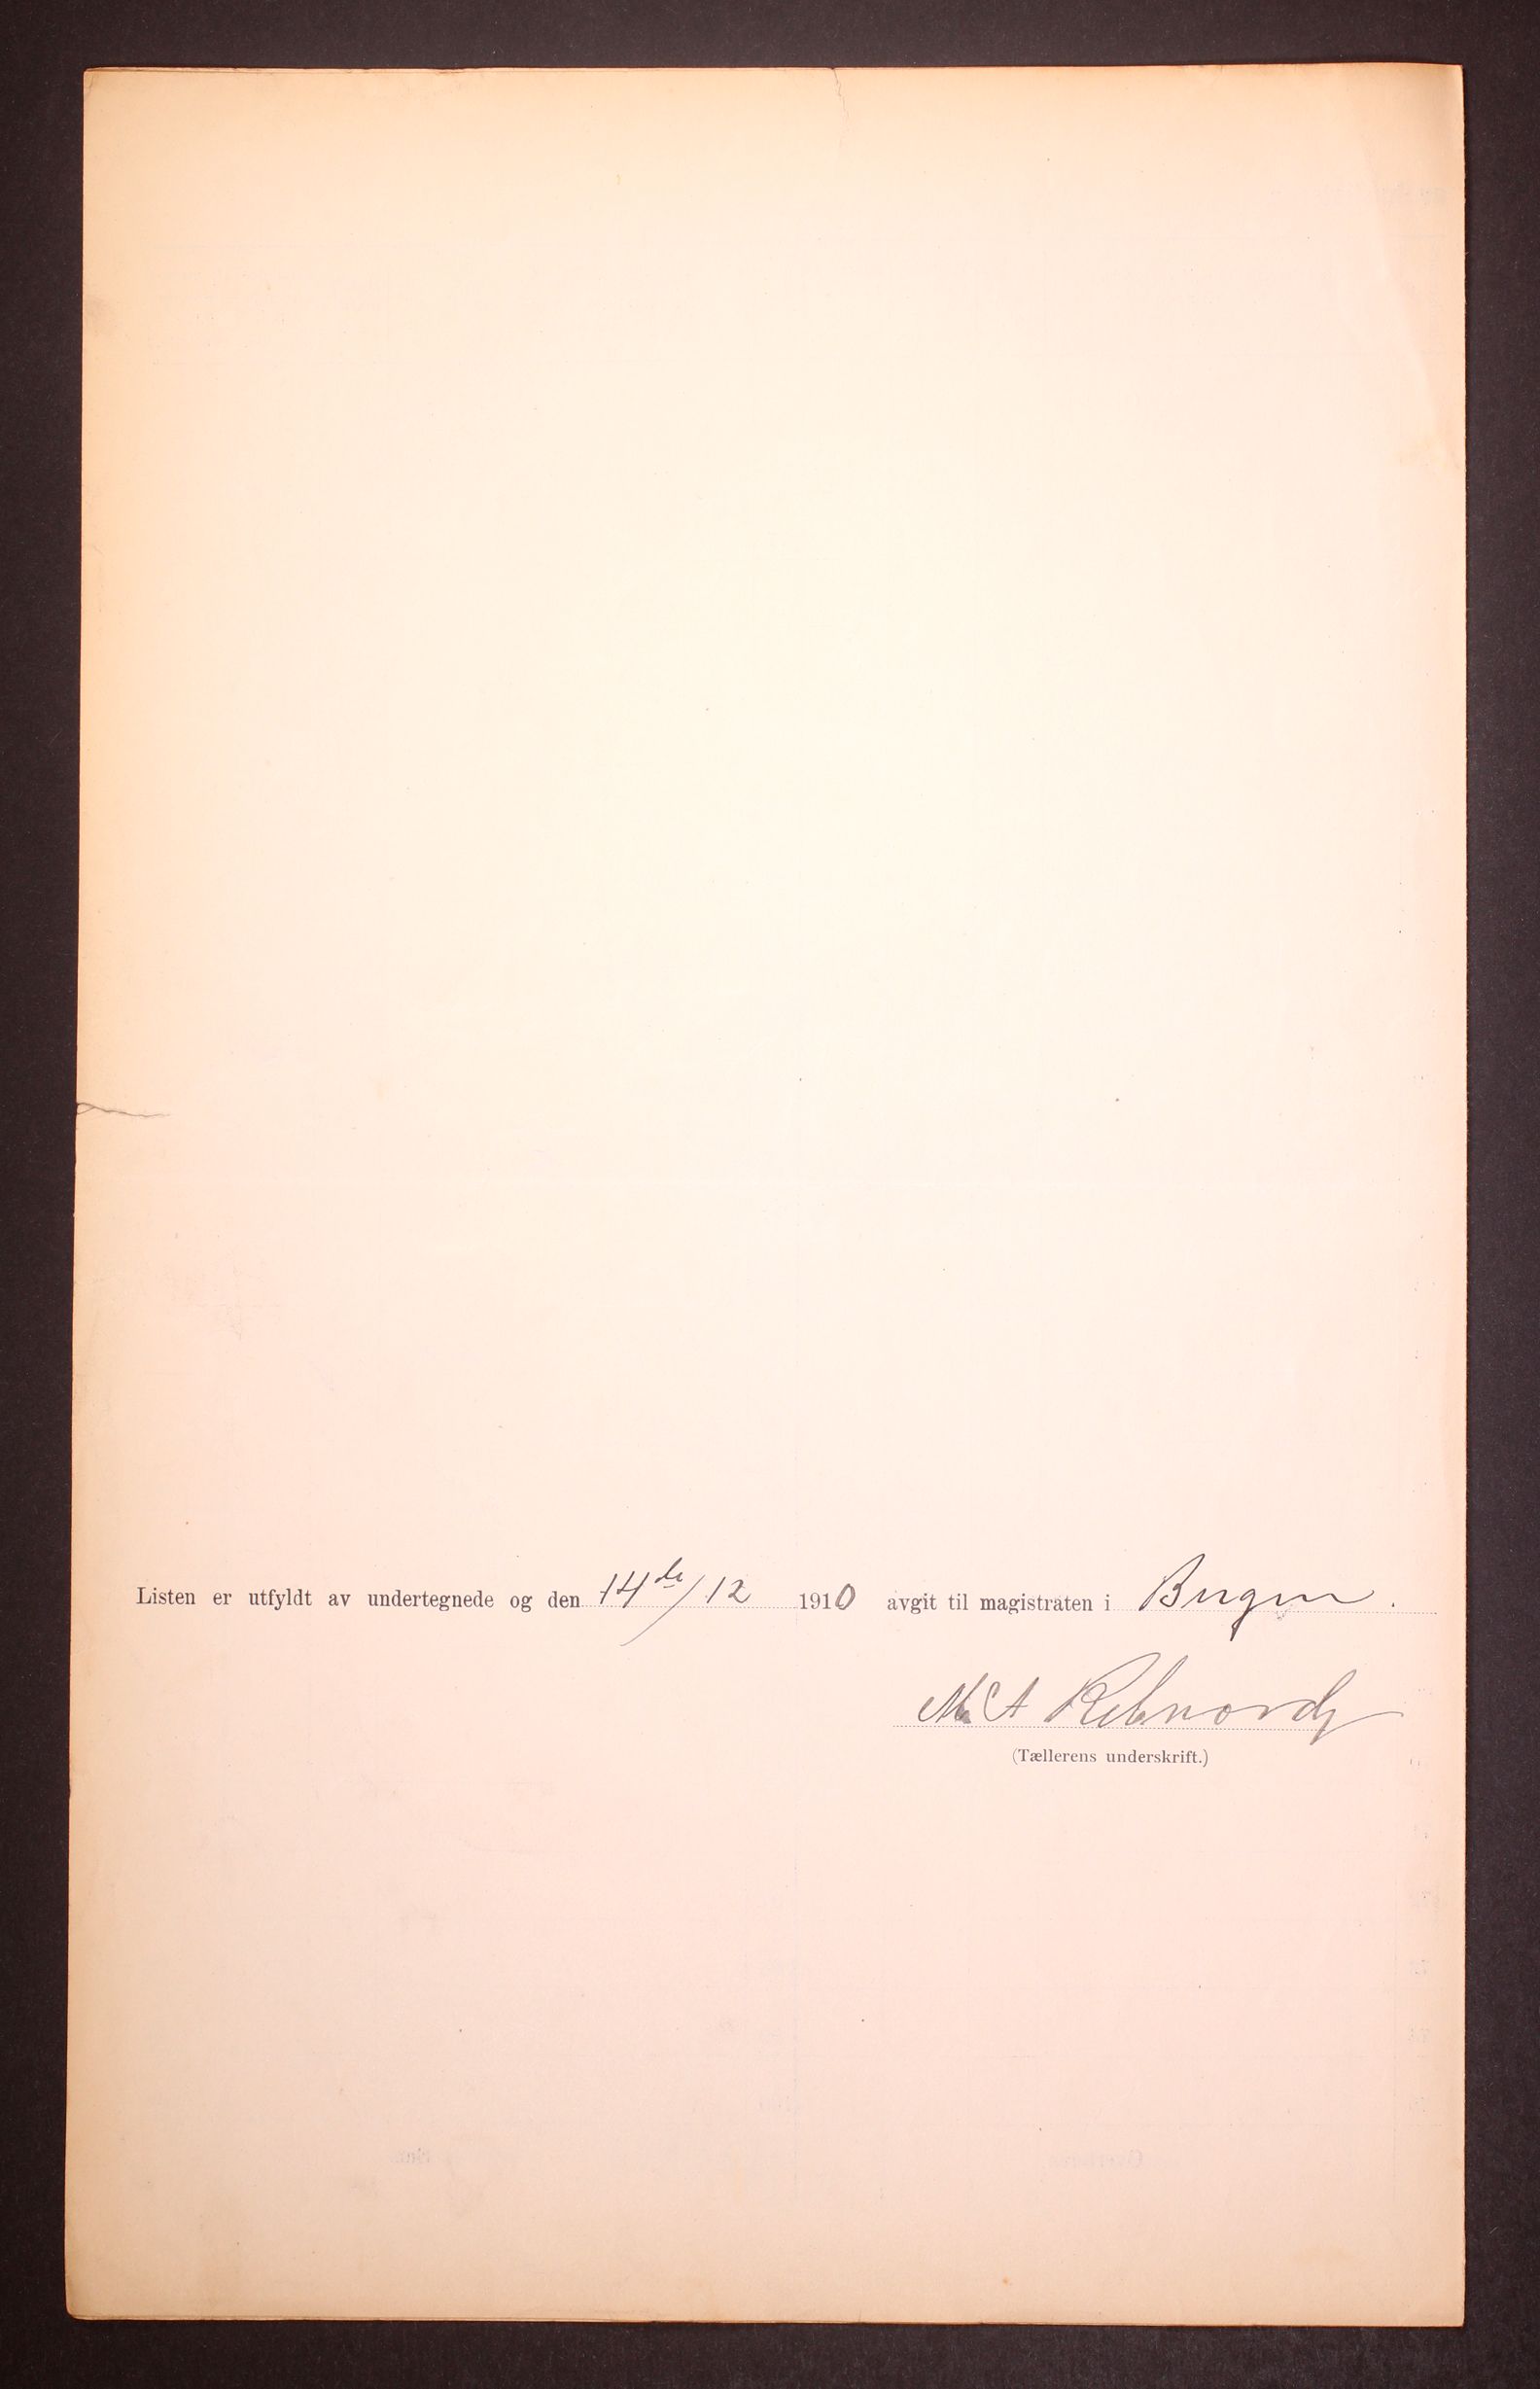 Listen er utfyldt av undertegnede og den 14de/12 1910 avgit til magistraten i Bergen.
A
(Tællerens underskrift.)